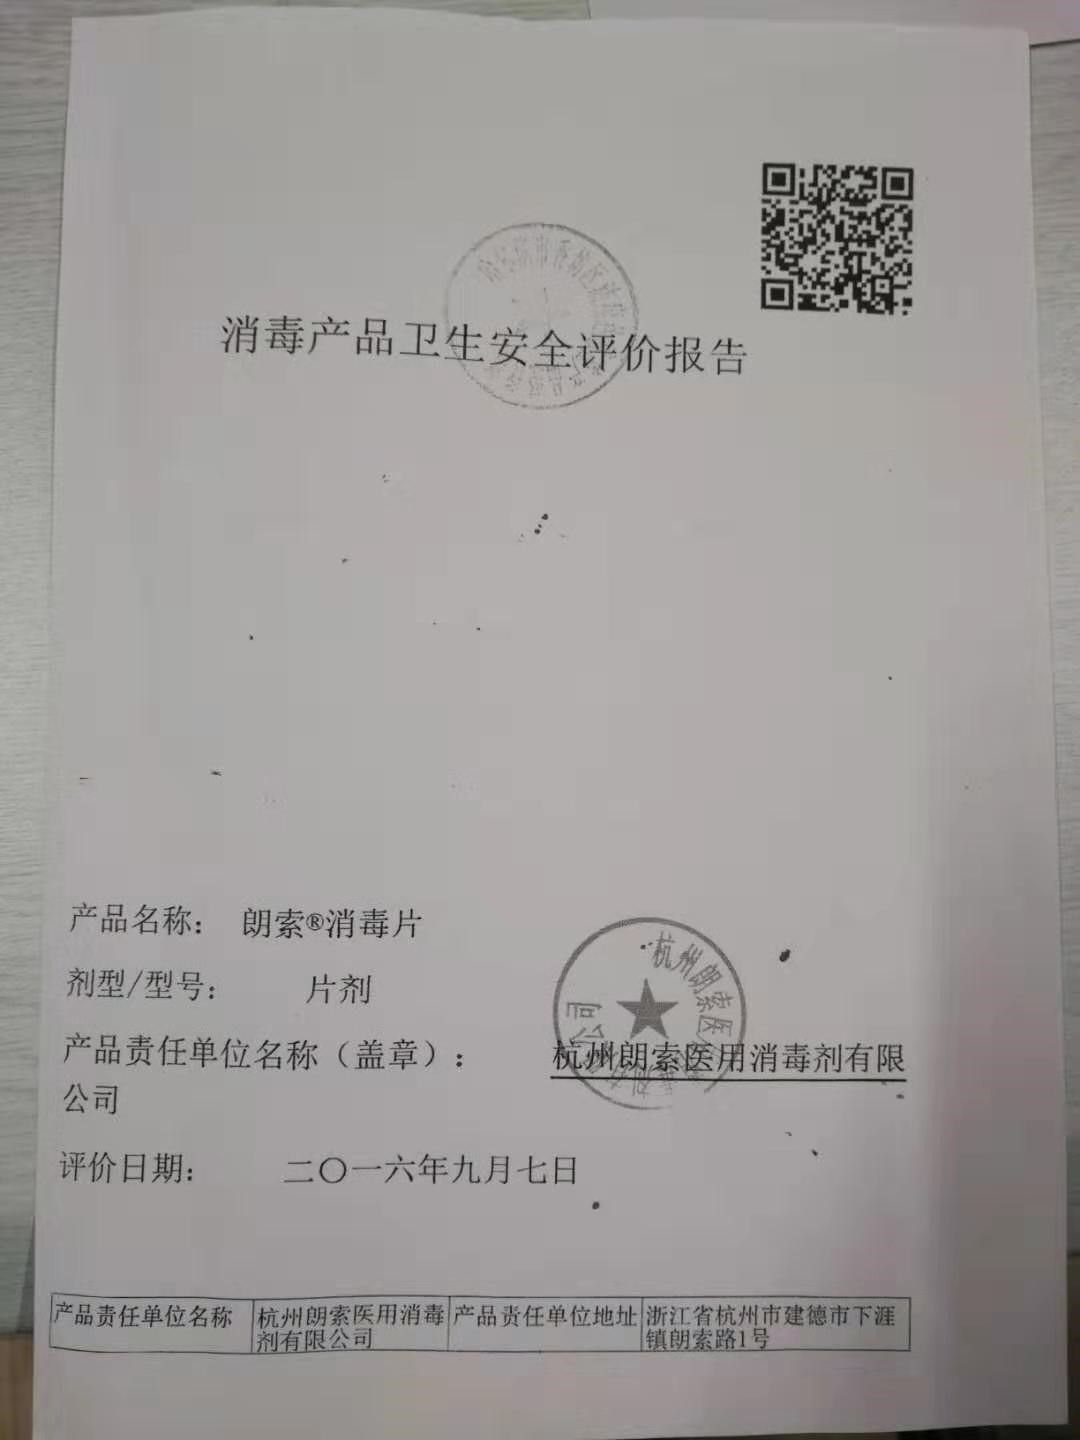 消毒产品卫生安全评价报告
产品名称： 朗索®消毒片
剂型/型号： 片剂
产品责任单位名称（盖章）： 杭州朗索医用消毒剂有限
公司
评价日期： 二〇一六年九月七日
产品责任单位名称 杭州朗索医用消毒 产品责任单位地址 浙江省杭州市建德市下涯
剂有限公司 镇朗索路1号